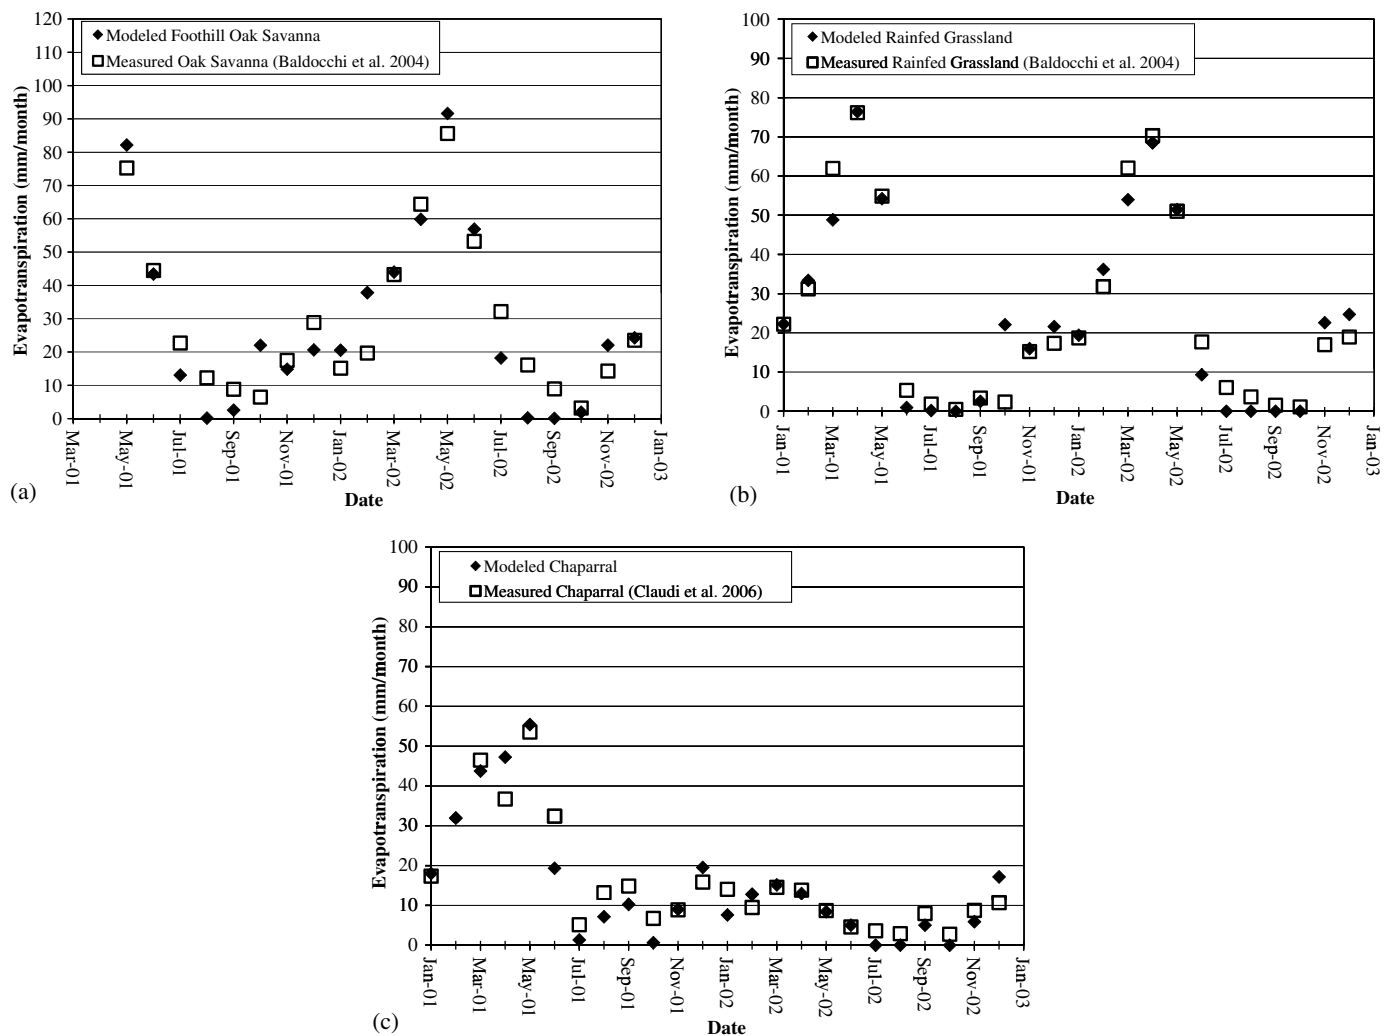 120
110
100
90
80
70
60
50
40
30
20
10
0
Evapotranspiration (mm/month)
Modeled Foothill Oak Savanna
Measured Oak Savanna (Baldocchi et al. 2004)
Mar-01
May-01
Jul-01
Sep-01
Nov-01
Jan-02
Mar-02
May-02
Jul-02
Sep-02
Nov-02
Jan-03
Date
(a)
100
90
80
70
60
50
40
30
20
10
0
Evapotranspiration (mm/month)
Modeled Rainfed Grassland
Measured Rainfed Grassland (Baldocchi et al. 2004)
Jan-01
Mar-01
May-01
Jul-01
Sep-01
Nov-01
Jan-02
Mar-02
May-02
Jul-02
Sep-02
Nov-02
Jan-03
Date
(b)
100
90
80
70
60
50
40
30
20
10
0
Evapotranspiration (mm/month)
Modeled Chaparral
Measured Chaparral (Claudi et al. 2006)
Jan-01
Mar-01
May-01
Jul-01
Sep-01
Nov-01
Jan-02
Mar-02
May-02
Jul-02
Sep-02
Nov-02
Jan-03
Date
(c)